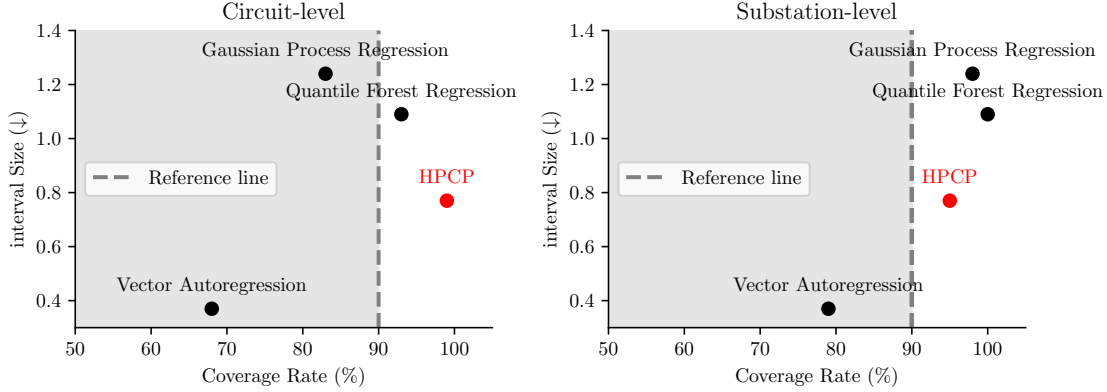 Circuit-level
1.4
1.2
1.0
0.8
0.6
0.4
interval Size (↓)
Gaussian Process Regression
Quantile Forest Regression
Reference line
HPCP
Vector Autoregression
50 60 70 80 90 100
Coverage Rate (%)
Substation-level
1.4
1.2
1.0
0.8
0.6
0.4
interval Size (↓)
Gaussian Process Regression
Quantile Forest Regression
Reference line
HPCP
Vector Autoregression
50 60 70 80 90 100
Coverage Rate (%)